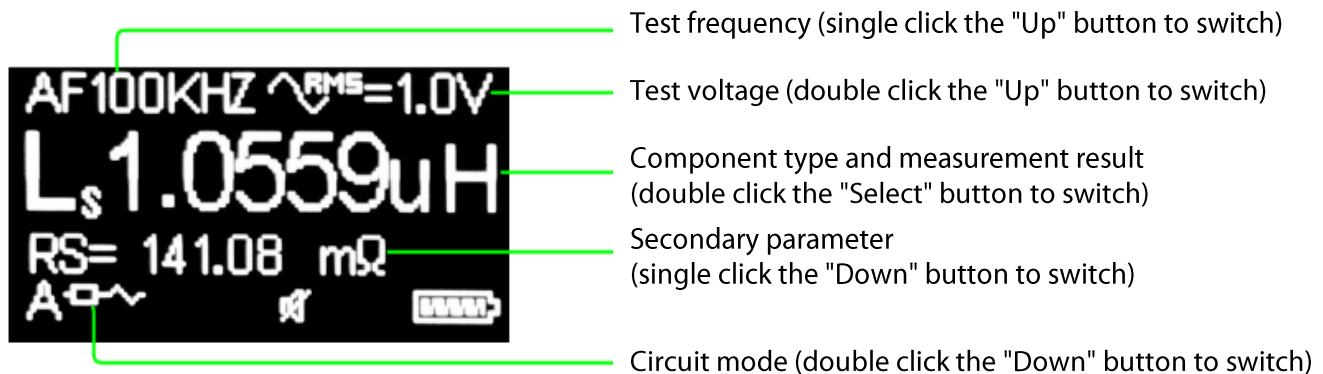 Test frequency (single click the "Up" button to switch)
AF100KHZ RMS=1.0V
Test voltage (double click the "Up" button to switch)
Ls1.0559uH
Component type and measurement result
(double click the "Select" button to switch)
RS= 141.08 mΩ
Secondary parameter
(single click the "Down" button to switch)
A
Circuit mode (double click the "Down" button to switch)